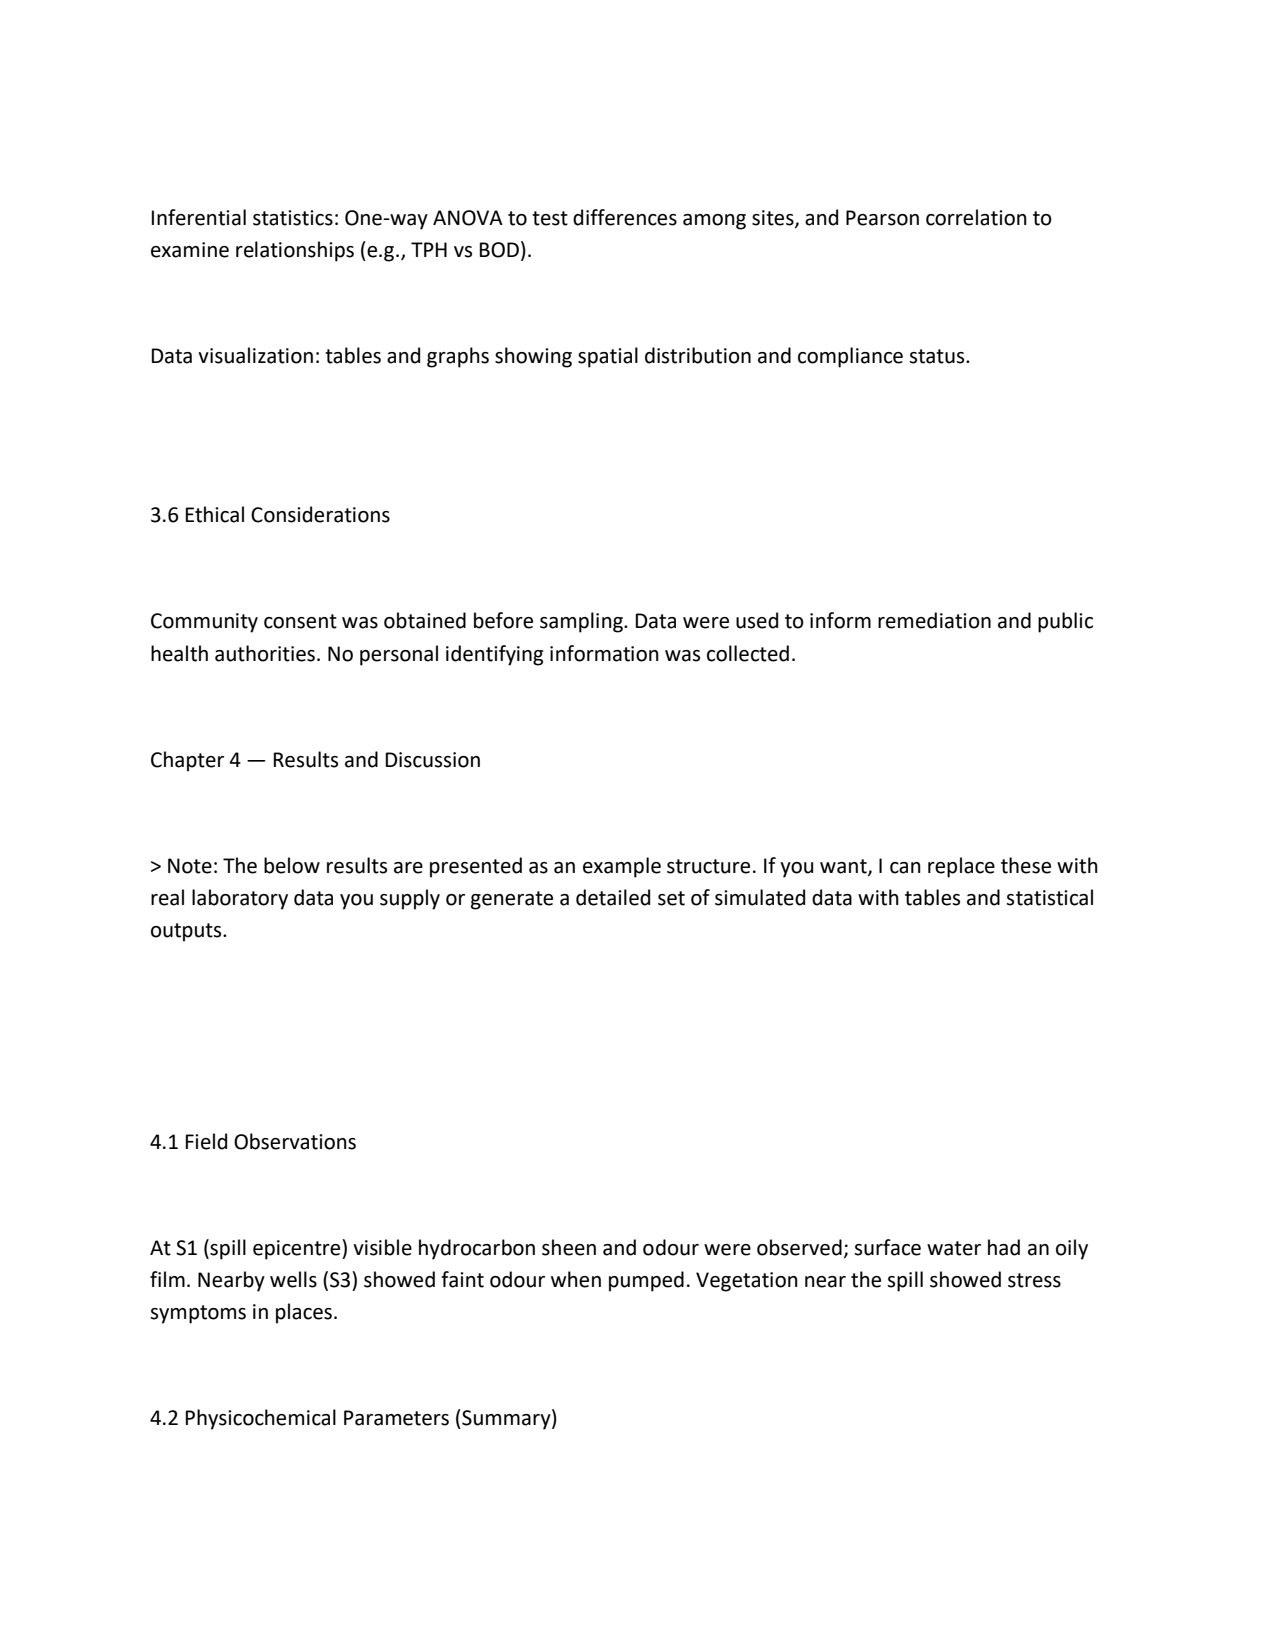 Inferential statistics: One-way ANOVA to test differences among sites, and Pearson correlation to
examine relationships (e.g., TPH vs BOD).
Data visualization: tables and graphs showing spatial distribution and compliance status.
3.6 Ethical Considerations
Community consent was obtained before sampling. Data were used to inform remediation and public
health authorities. No personal identifying information was collected.
Chapter 4 — Results and Discussion
> Note: The below results are presented as an example structure. If you want, I can replace these with
real laboratory data you supply or generate a detailed set of simulated data with tables and statistical
outputs.
4.1 Field Observations
At S1 (spill epicentre) visible hydrocarbon sheen and odour were observed; surface water had an oily
film. Nearby wells (S3) showed faint odour when pumped. Vegetation near the spill showed stress
symptoms in places.
4.2 Physicochemical Parameters (Summary)